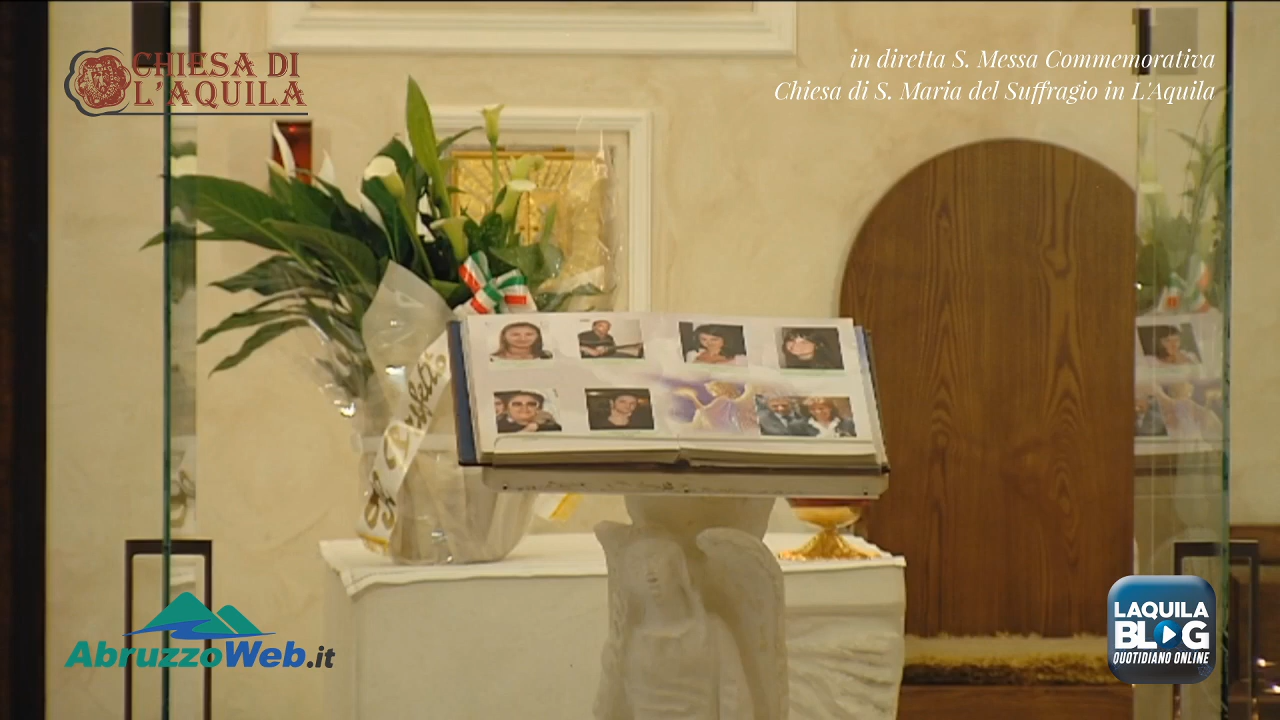 CHIESA DI
L'AQUILA
in diretta S. Messa Commemorativa
Chiesa di S. Maria del Suffragio in L'Aquila
AbruzzoWeb.it
LAQUILA
BLOG
QUOTIDIANO ONLINE